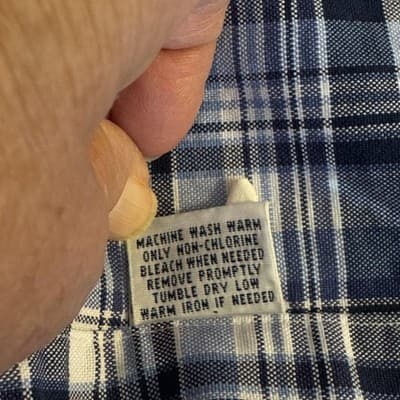 MACHINE WASH WARM
ONLY NON-CHLORINE
BLEACH WHEN NEEDED
REMOVE PROMPTLY
TUMBLE DRY LOW
WARM IRON IF NEEDED